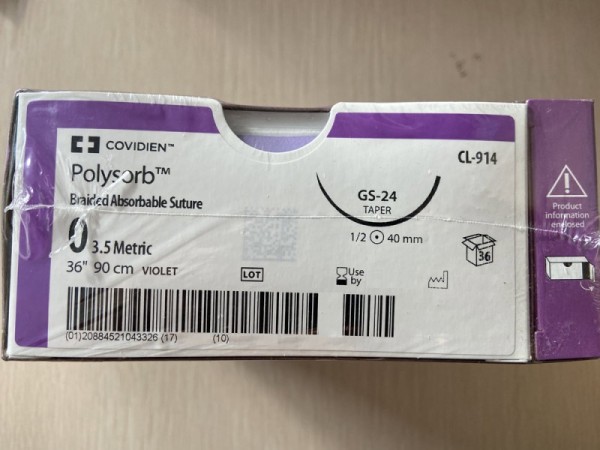 COVIDIEN™
Polysorb™
Braided Absorbable Suture
0 3.5 Metric
36" 90 cm VIOLET
LOT
Use
by
(01)20884521043326 (17) (10)
GS-24
TAPER
1/2 40 mm
CL-914
36
Product
information
enclosed